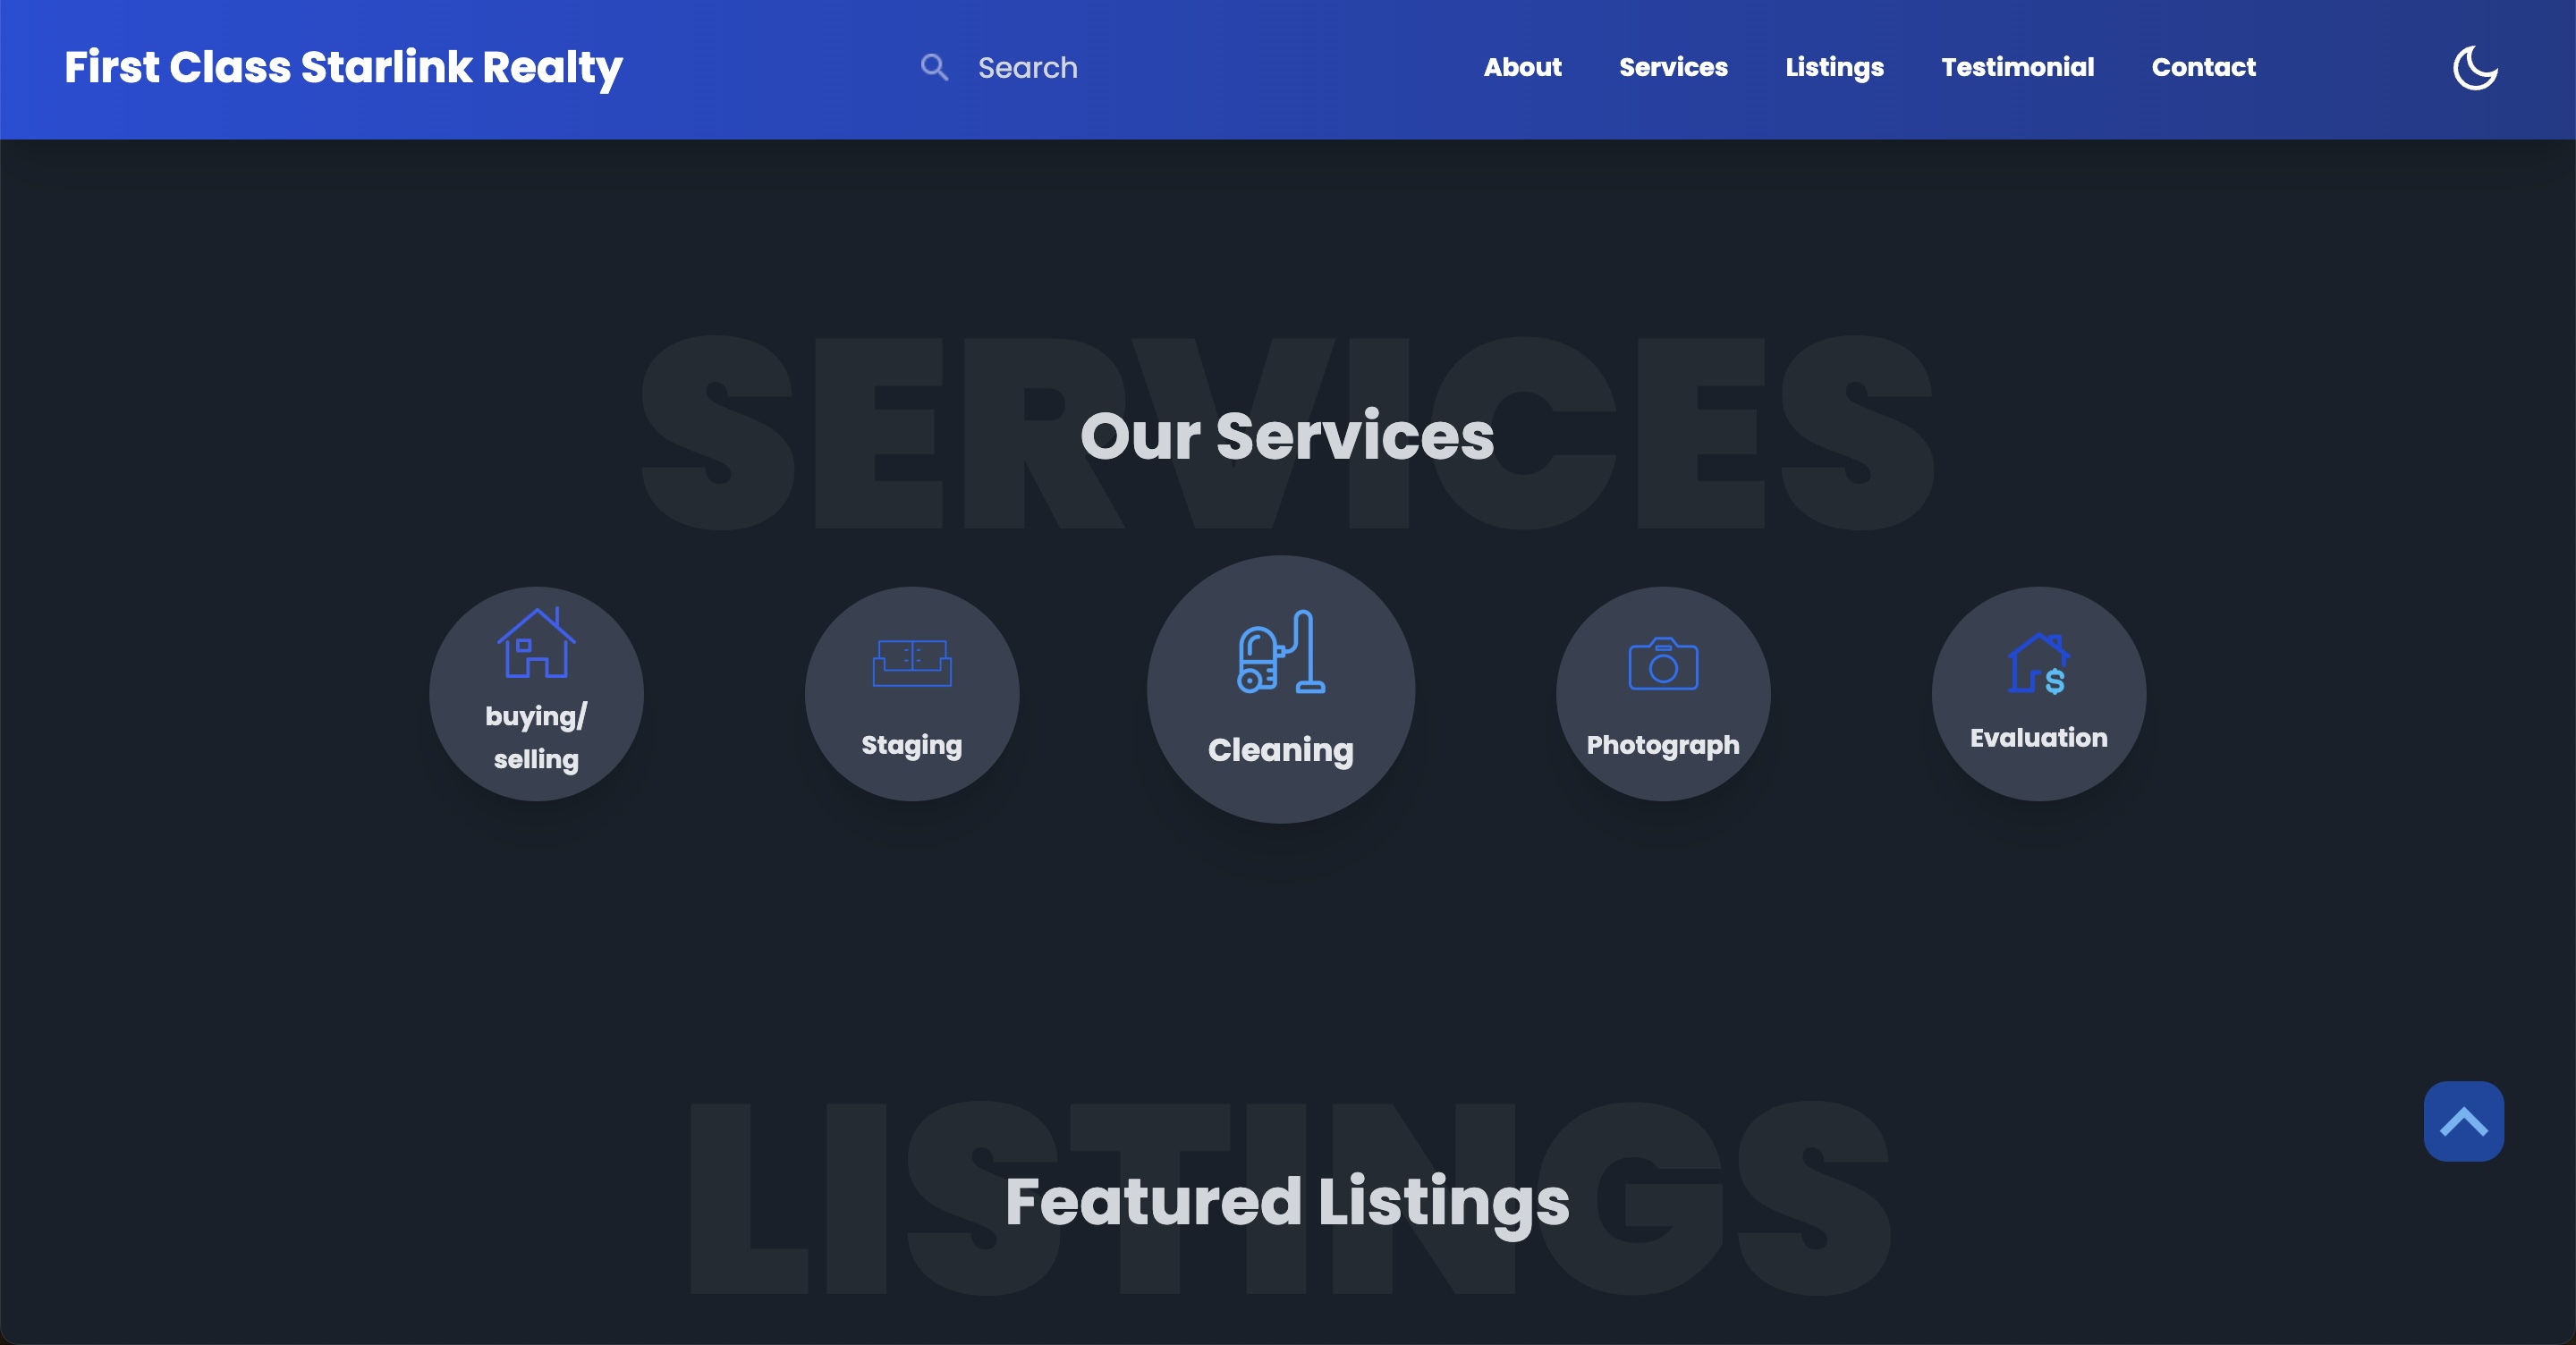 First Class Starlink Realty
Search
About Services Listings Testimonial Contact
SERVICES
Our Services
buying/
selling
Staging
Cleaning
Photograph
Evaluation
$
LISTINGS
Featured Listings